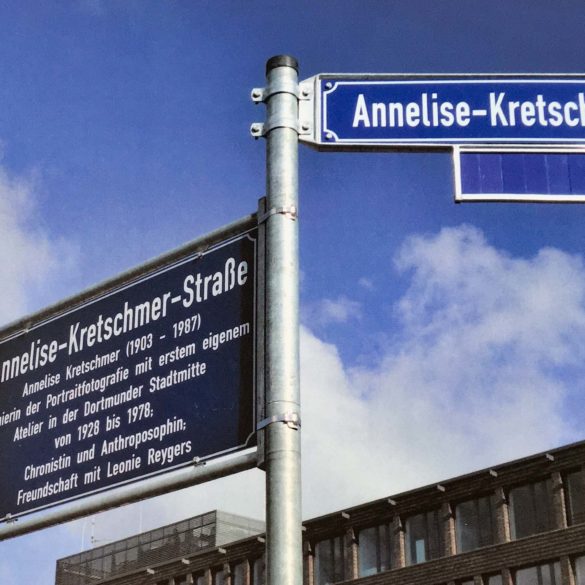 Annelise-Kretsch
nnelise-Kretschmer-Straße
Annelise Kretschmer (1903 - 1987)
ierin der Portraitfotografie mit erstem eigenem
Atelier in der Dortmunder Stadtmitte
von 1928 bis 1978;
Chronistin und Anthroposophin;
Freundschaft mit Leonie Reygers